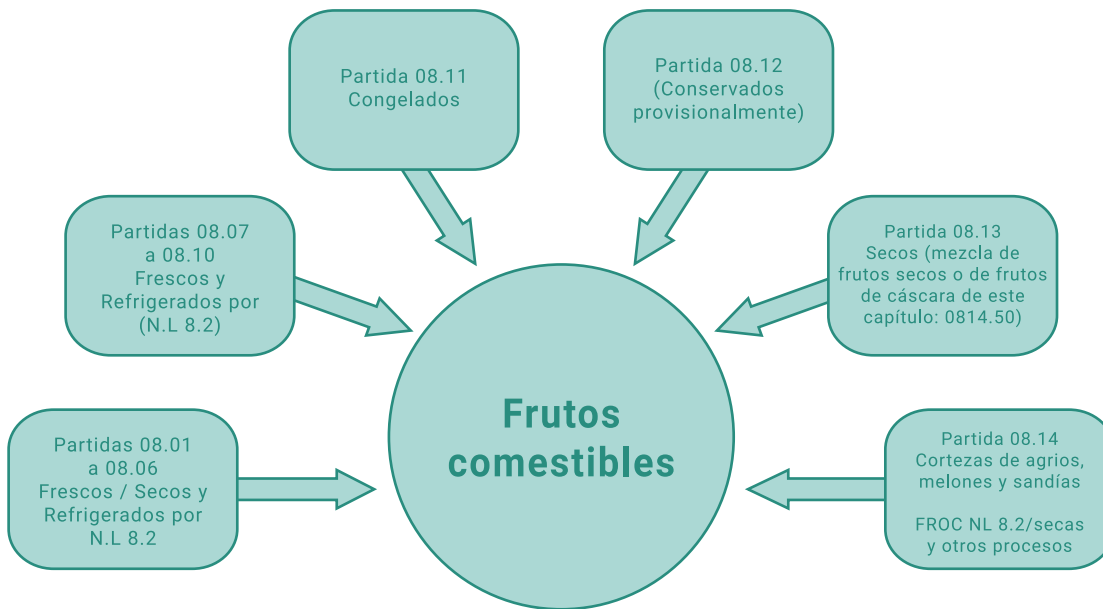 Partida 08.11
Congelados
Partida 08.12
(Conservados
provisionalmente)
Partidas 08.07
a 08.10
Frescos y
Refrigerados por
(N.L 8.2)
Partida 08.13
Secos (mezcla de
frutos secos o de frutos
de cáscara de este
capítulo: 0814.50)
Frutos
comestibles
Partidas 08.01
a 08.06
Frescos / Secos y
Refrigerados por
N.L 8.2
Partida 08.14
Cortezas de agrios,
melones y sandías
FROC NL 8.2/secas
y otros procesos